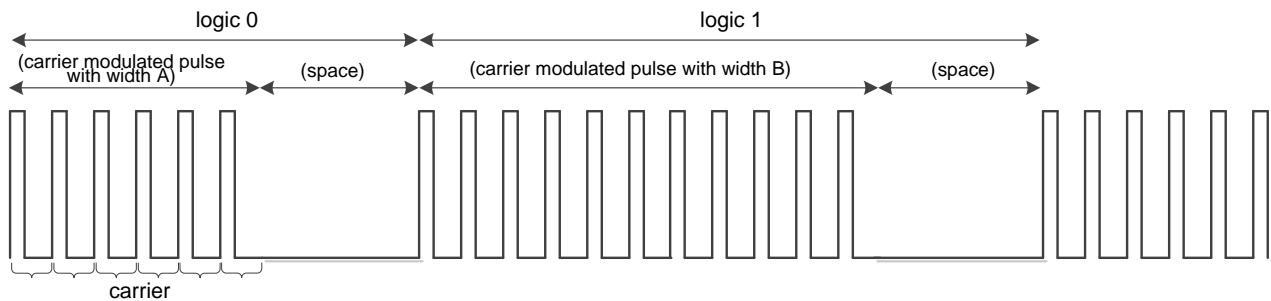 logic 0
logic 1
(carrier modulated pulse
with width A)
(space)
(carrier modulated pulse with width B)
(space)
carrier